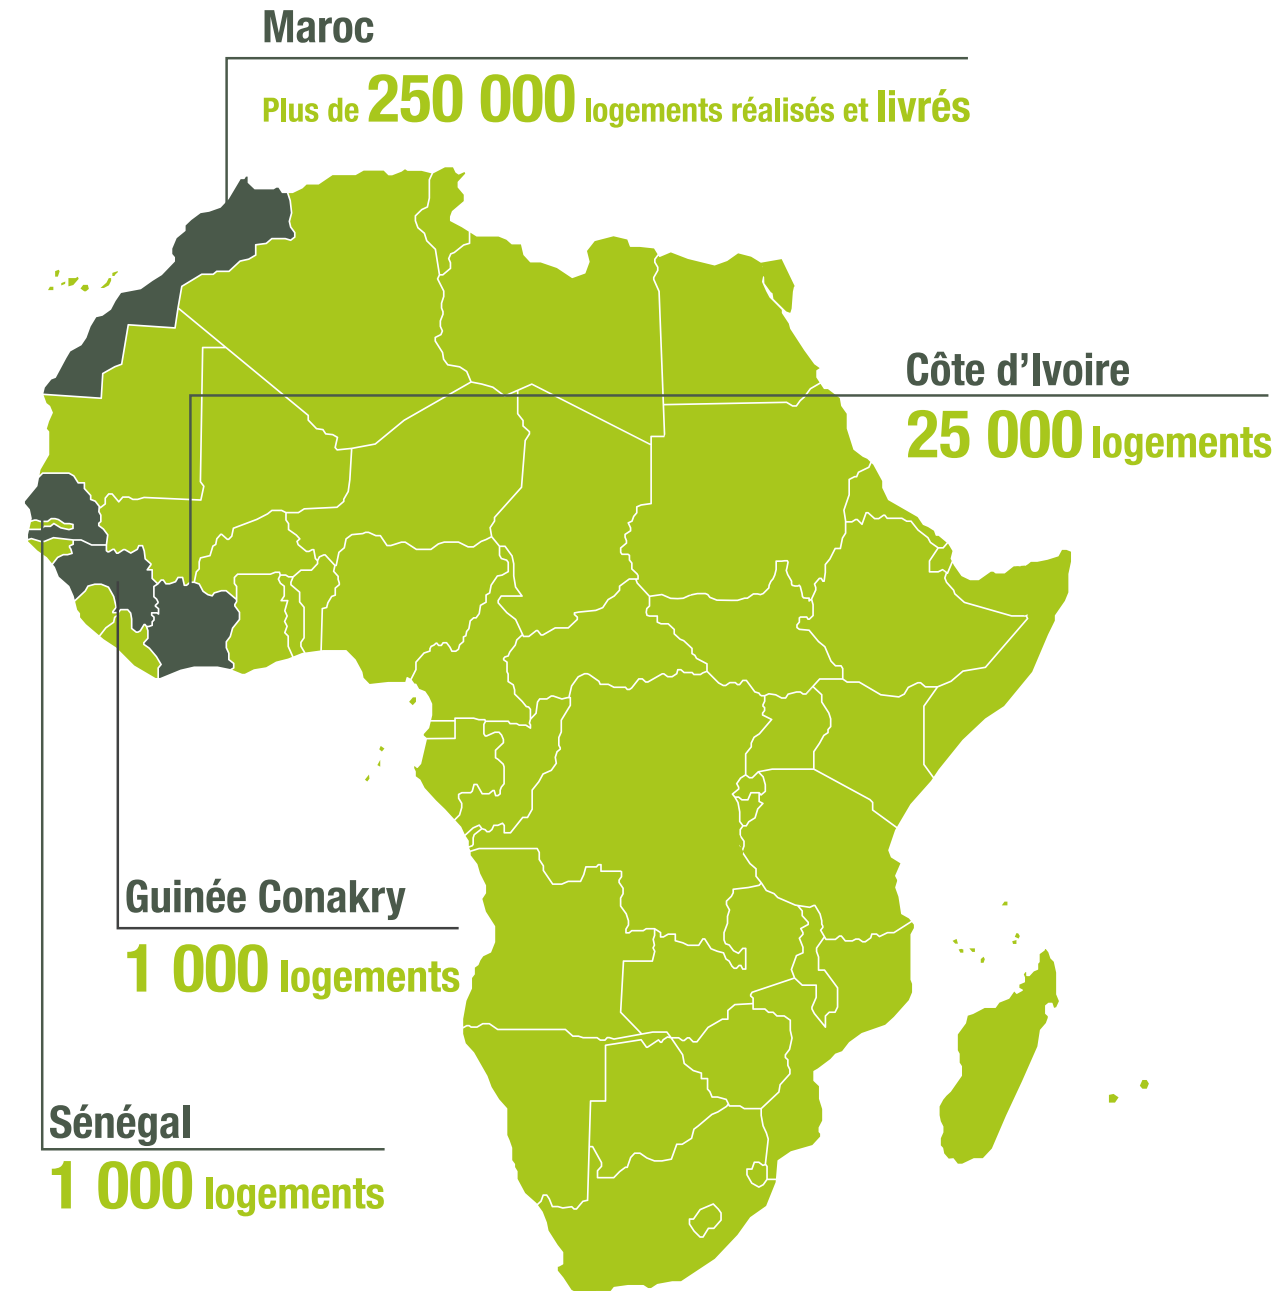 Maroc
Plus de 250 000 logements réalisés et livrés
Côte d’Ivoire
25 000 logements
Guinée Conakry
1 000 logements
Sénégal
1 000 logements